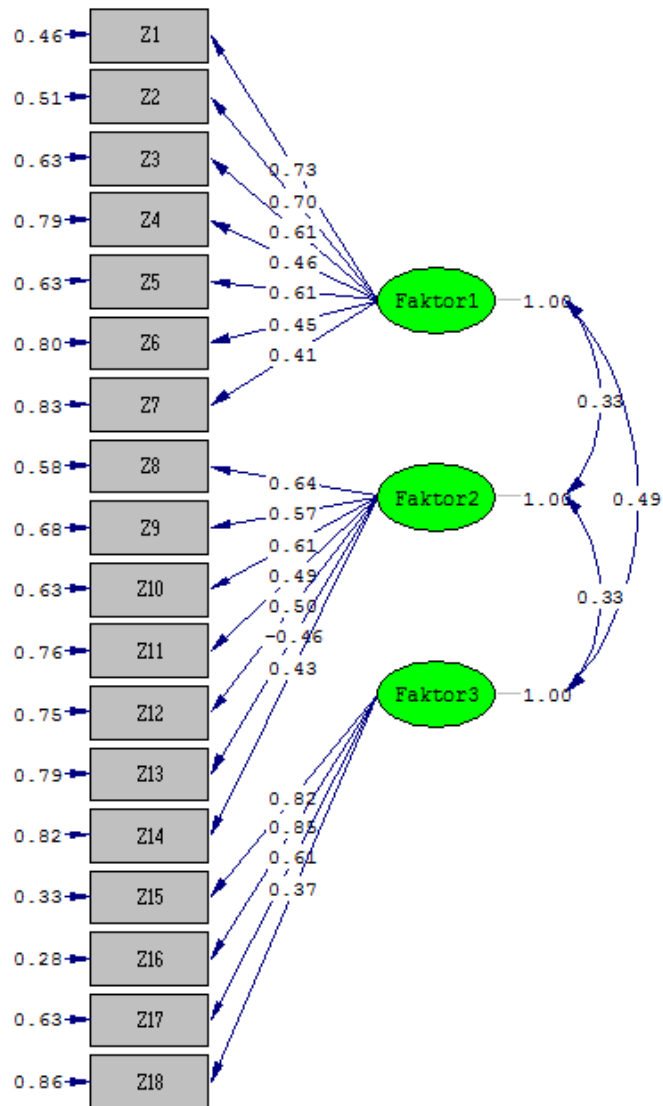 0.46 Z1
0.51 Z2
0.63 Z3
0.73
0.70
0.79 Z4
0.61
0.46
0.63 Z5
0.61
Faktor1 1.00
0.80 Z6
0.45
0.41
0.83 Z7
0.33
0.58 Z8
0.64
Faktor2 1.00 0.49
0.68 Z9
0.57
0.61
0.63 Z10
0.49
0.50
0.33
-0.46
0.76 Z11
0.43
Faktor3 1.00
0.75 Z12
0.79 Z13
0.82
0.85
0.82 Z14
0.61
0.37
0.33 Z15
0.28 Z16
0.63 Z17
0.86 Z18